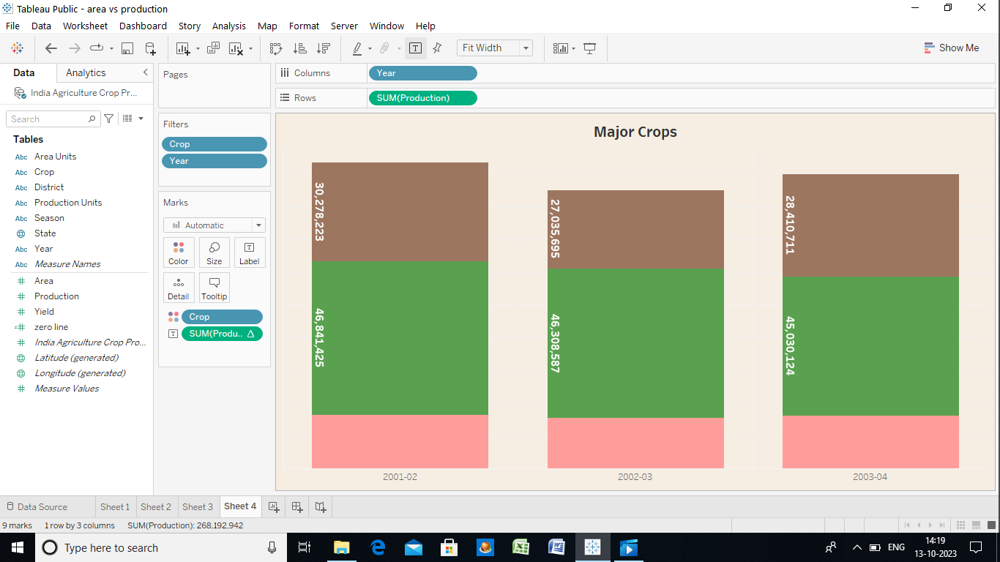 Tableau Public - area vs production
File Data Worksheet Dashboard Story Analysis Map Format Server Window Help
Fit Width
Show Me
Data Analytics
India Agriculture Crop Pr...
Search
Tables
Abc Area Units
Abc Crop
Abc District
Abc Production Units
Abc Season
State
Abc Year
Abc Measure Names
# Area
# Production
# Yield
=# zero line
# India Agriculture Crop Pro...
Latitude (generated)
Longitude (generated)
# Measure Values
Pages
Filters
Crop
Year
Marks
Automatic
Color Size Label
Detail Tooltip
Crop
SUM(Produ.. Δ
Columns Year
Rows SUM(Production)
Major Crops
30,278,223
46,841,425
27,035,695
46,308,587
28,410,711
45,030,124
2001-02 2002-03 2003-04
Data Source Sheet 1 Sheet 2 Sheet 3 Sheet 4
9 marks 1 row by 3 columns SUM(Production): 268,192,942
Type here to search
ENG
14:19
13-10-2023